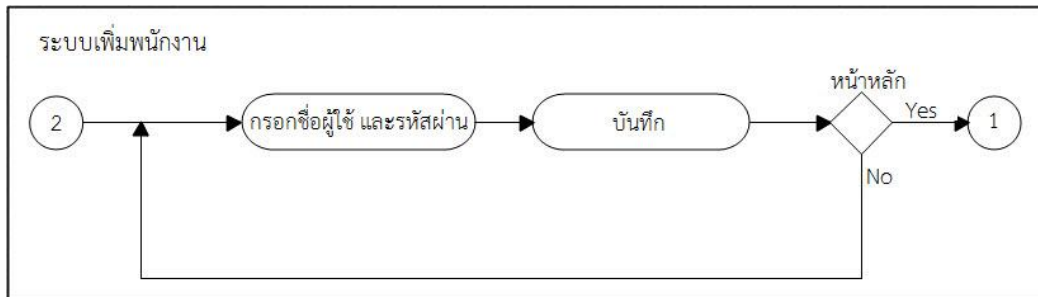 ระบบเพิ่มพนักงาน
หน้าหลัก
2
กรอกชื่อผู้ใช้ และรหัสผ่าน
บันทึก
Yes
1
No